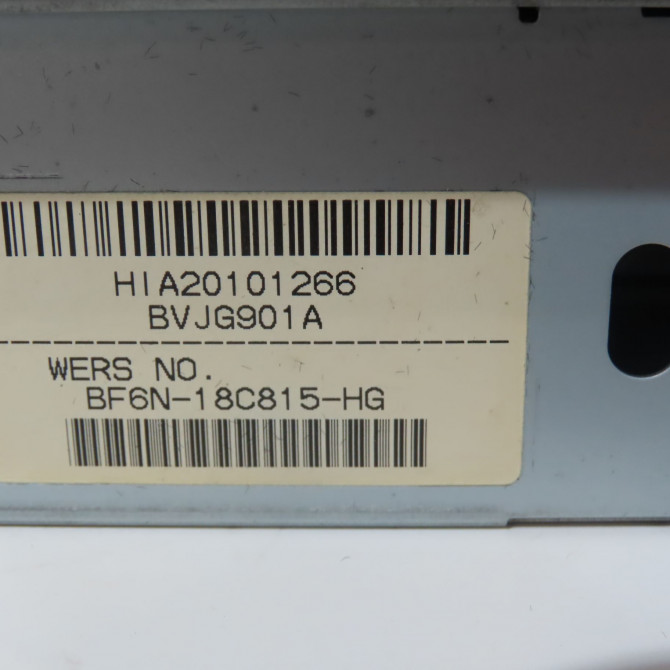 HIA20101266
BVJG901A
WERS NO.
BF6N-18C815-HG